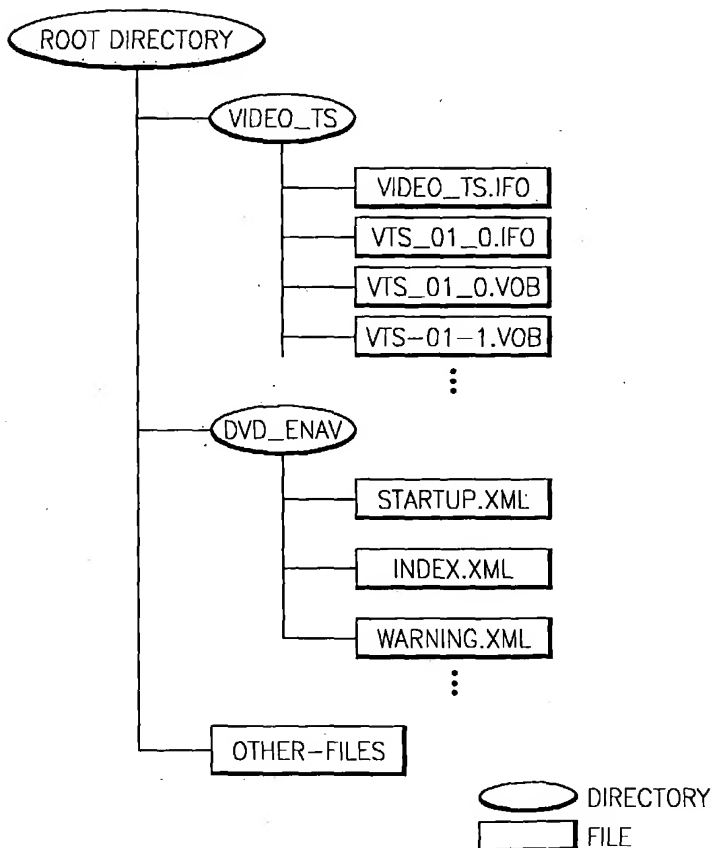 ROOT DIRECTORY
VIDEO_TS
VIDEO_TS.IFO
VTS_01_0.IFO
VTS_01_0.VOB
VTS-01-1.VOB
DVD_ENAV
STARTUP.XML
INDEX.XML
WARNING.XML
OTHER-FILES
DIRECTORY
FILE